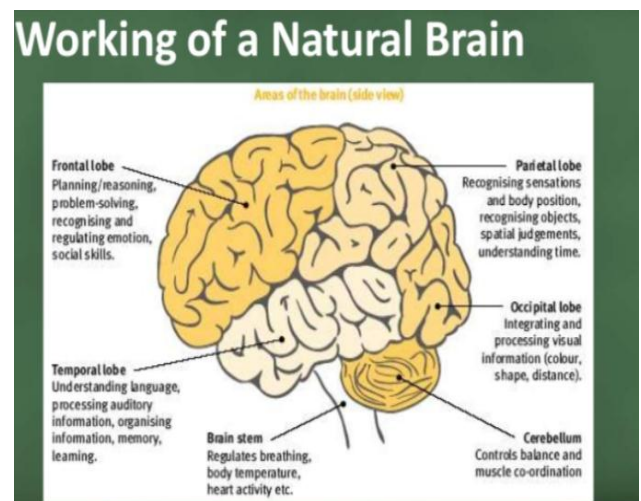 Working of a Natural Brain
Areas of the brain (side view)
Frontal lobe
Planning/reasoning,
problem-solving,
recognising and
regulating emotion,
social skills.
Parietal lobe
Recognising sensations
and body position,
recognising objects,
spatial judgements,
understanding time.
Occipital lobe
Integrating and
processing visual
information (colour,
shape, distance).
Temporal lobe
Understanding language,
processing auditory
information, organising
information, memory,
learning.
Brain stem
Regulates breathing,
body temperature,
heart activity etc.
Cerebellum
Controls balance and
muscle co-ordination